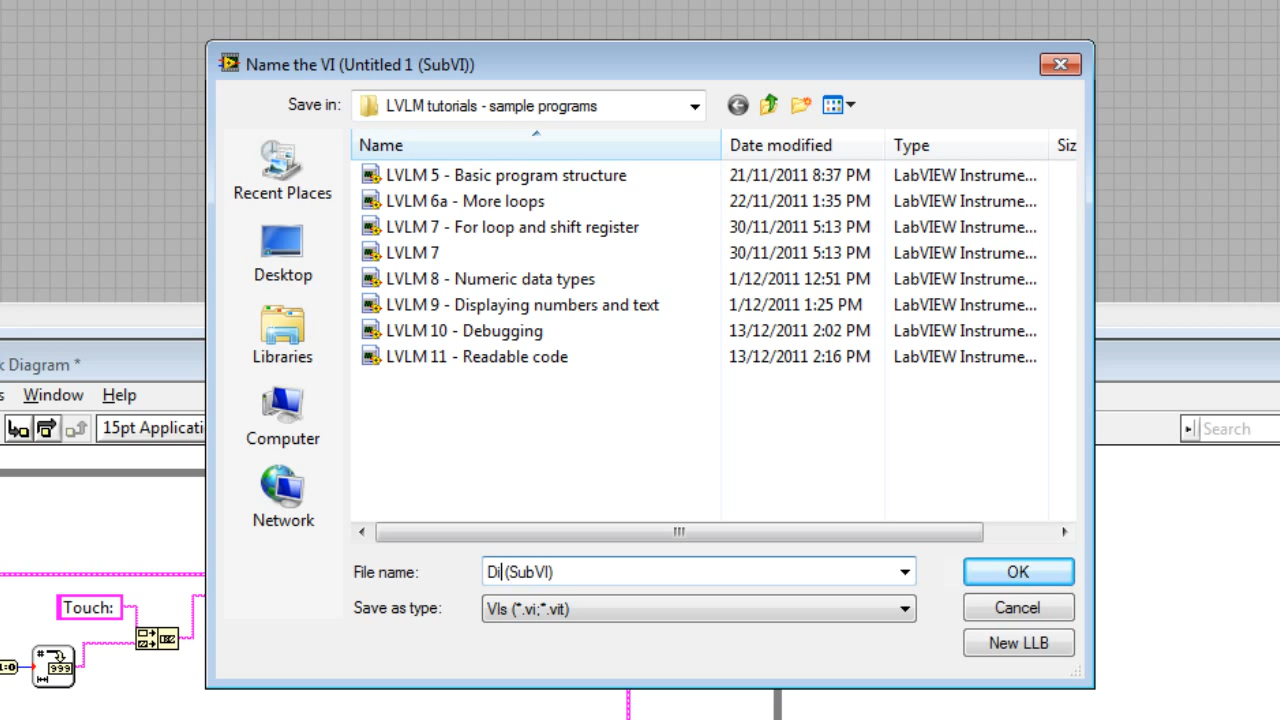 Name the VI (Untitled 1 (SubVI))
Save in: LVLM tutorials - sample programs
Name Date modified Type Siz
LVLM 5 - Basic program structure 21/11/2011 8:37 PM LabVIEW Instrume...
LVLM 6a - More loops 22/11/2011 1:35 PM LabVIEW Instrume...
LVLM 7 - For loop and shift register 30/11/2011 5:13 PM LabVIEW Instrume...
LVLM 7 30/11/2011 5:13 PM LabVIEW Instrume...
LVLM 8 - Numeric data types 1/12/2011 12:51 PM LabVIEW Instrume...
LVLM 9 - Displaying numbers and text 1/12/2011 1:25 PM LabVIEW Instrume...
LVLM 10 - Debugging 13/12/2011 2:02 PM LabVIEW Instrume...
LVLM 11 - Readable code 13/12/2011 2:16 PM LabVIEW Instrume...
Recent Places
Desktop
Libraries
Computer
Network
File name: Di (SubVI) OK
Save as type: VIs (*.vi;*.vit) Cancel
New LLB
k Diagram *
s Window Help
15pt Applicati
Search
Touch:
1:0
# 999